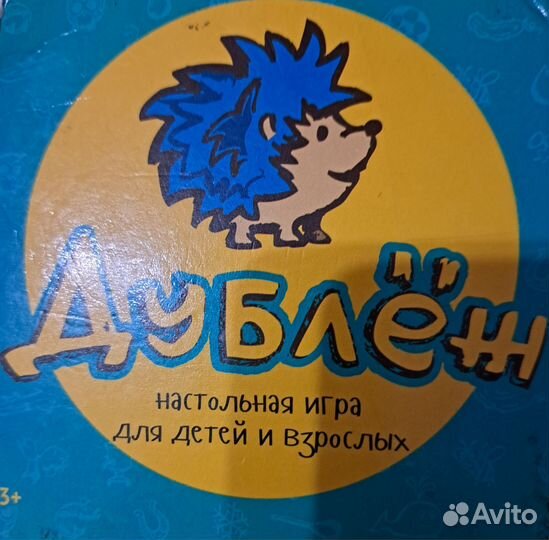 Дублёж
настольная игра
для детей и взрослых
3+
Avito